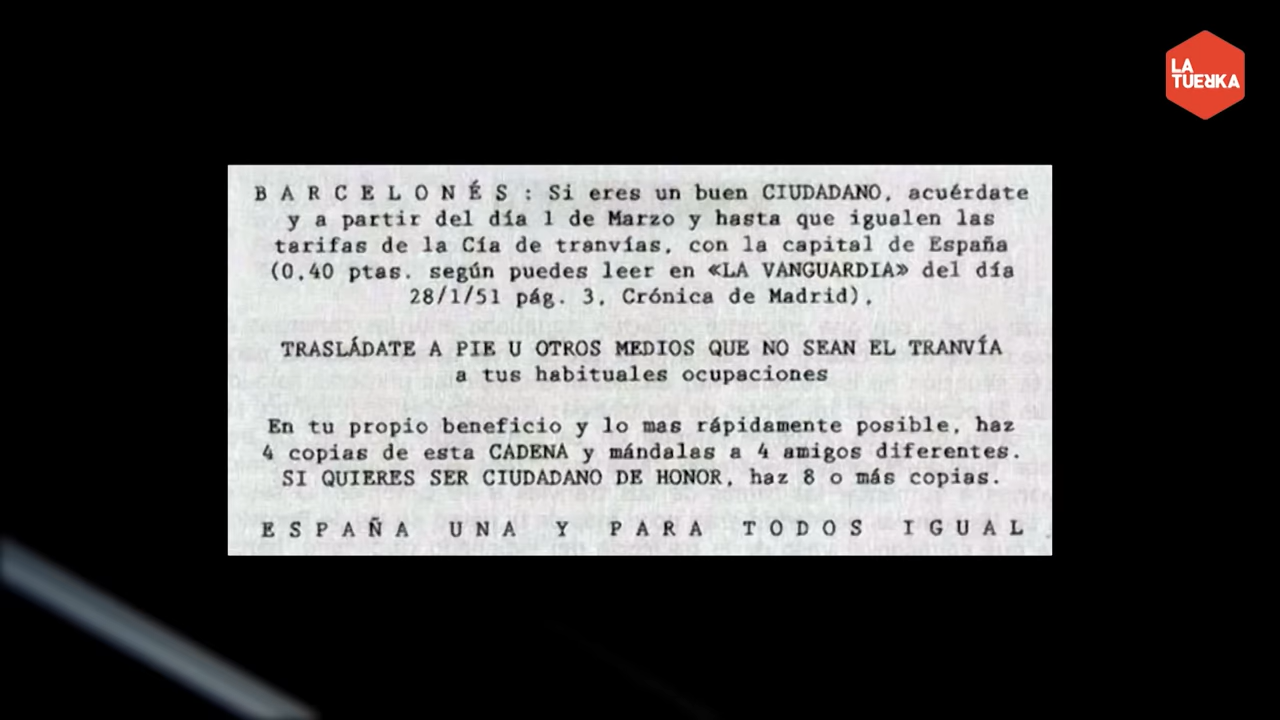 LA
TUERKA
B A R C E L O N É S : Si eres un buen CIUDADANO, acuérdate
y a partir del día 1 de Marzo y hasta que igualen las
tarifas de la Cía de tranvías, con la capital de España
(0,40 ptas. según puedes leer en «LA VANGUARDIA» del día
28/1/51 pág. 3, Crónica de Madrid),
TRASLÁDATE A PIE U OTROS MEDIOS QUE NO SEAN EL TRANVÍA
a tus habituales ocupaciones
En tu propio beneficio y lo mas rápidamente posible, haz
4 copias de esta CADENA y mándalas a 4 amigos diferentes.
SI QUIERES SER CIUDADANO DE HONOR, haz 8 o más copias.
E S P A Ñ A U N A Y P A R A T O D O S I G U A L